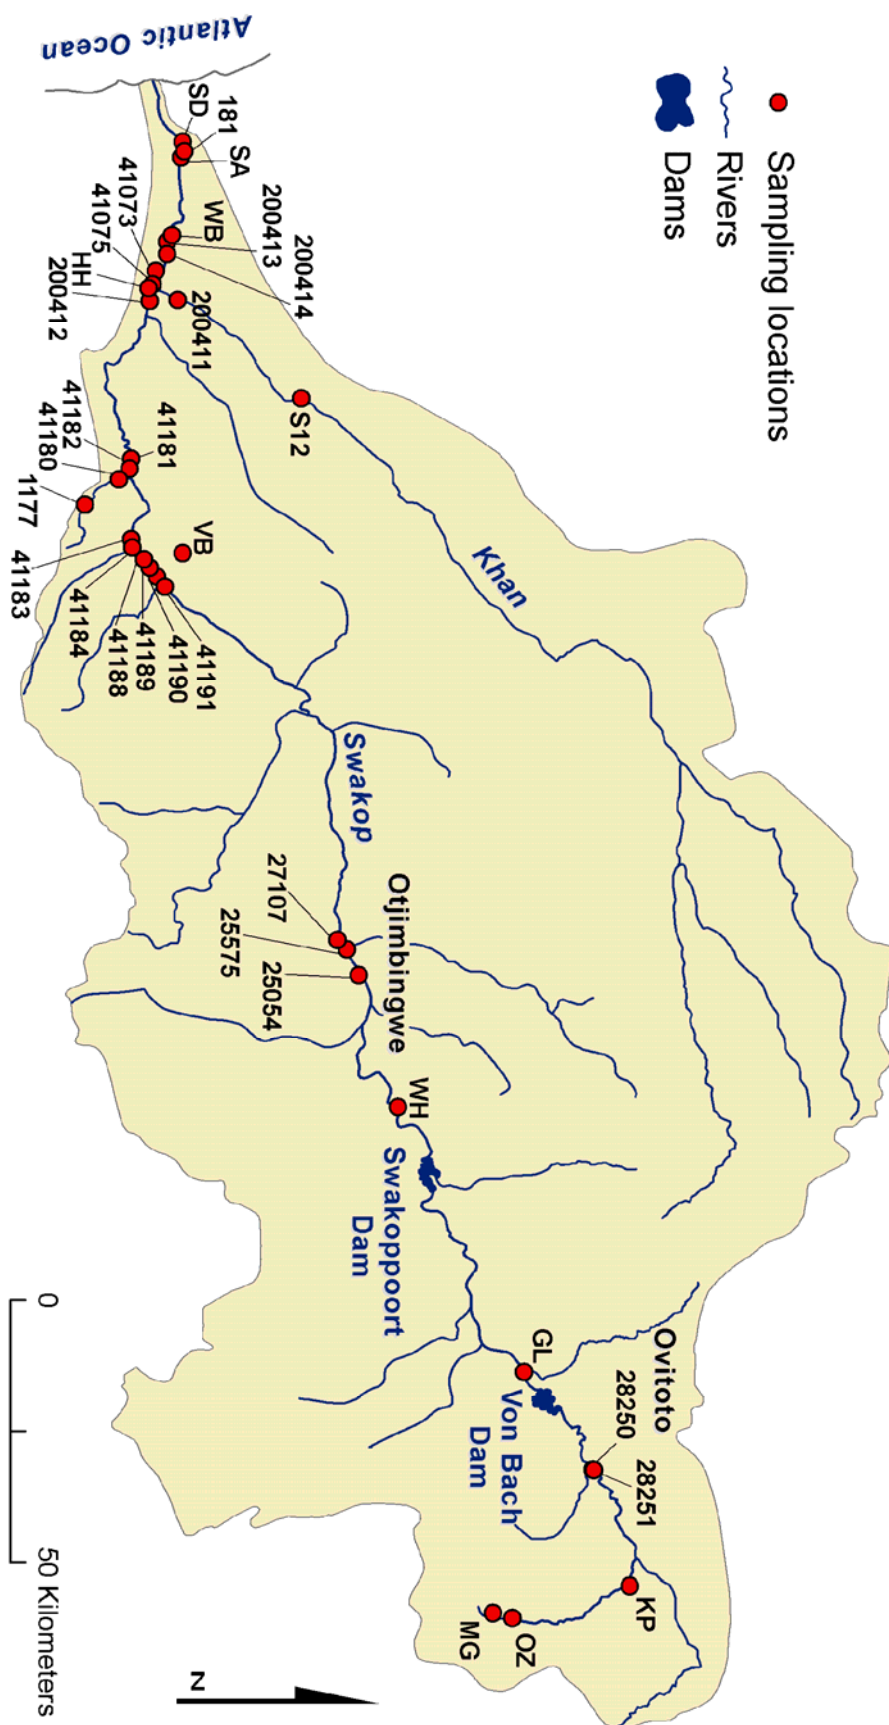 Atlantic Ocean
Sampling locations
Rivers
Dams
SD
181
SA
WB
200413
200414
41073
41075
HH
200412
200411
S12
Khan
41182
41180
41181
1177
VB
41183
41184
41188
41189
41190
41191
Swakop
27107
25575
25054
Otjimbingwe
WH
Swakoppoort
Dam
GL
Von Bach
Dam
Ovitoto
28250
28251
KP
OZ
MG
0
50 Kilometers
N